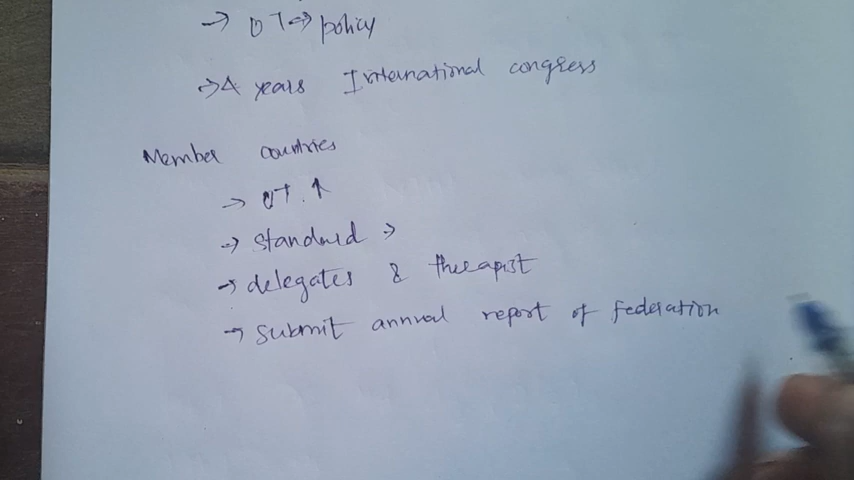 → OT ⇒ policy
→ 4 years International congress
Member countries
→ OT. ↑
→ standard →
→ delegates & therapist
→ submit annual report of federation